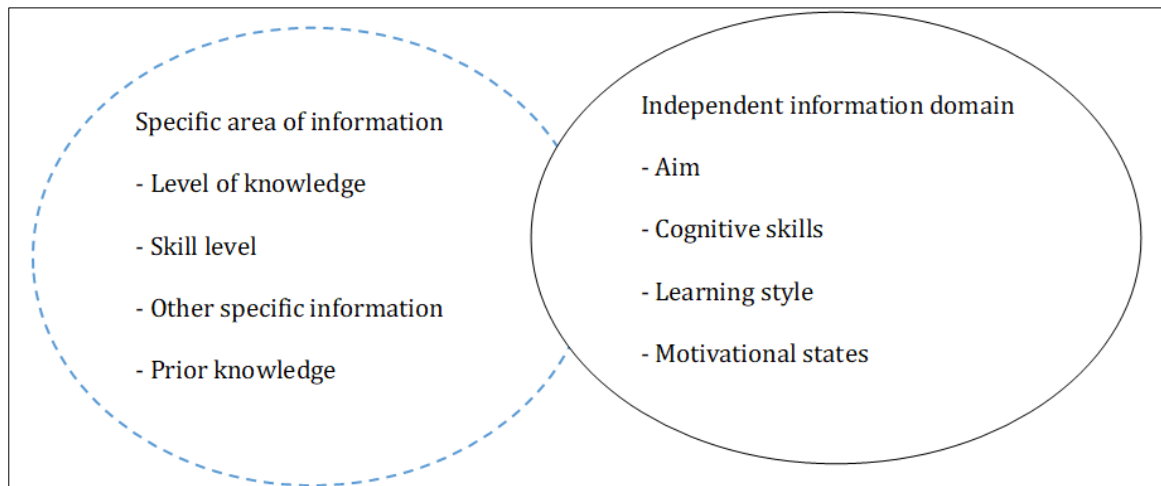 Specific area of information
- Level of knowledge
- Skill level
- Other specific information
- Prior knowledge
Independent information domain
- Aim
- Cognitive skills
- Learning style
- Motivational states